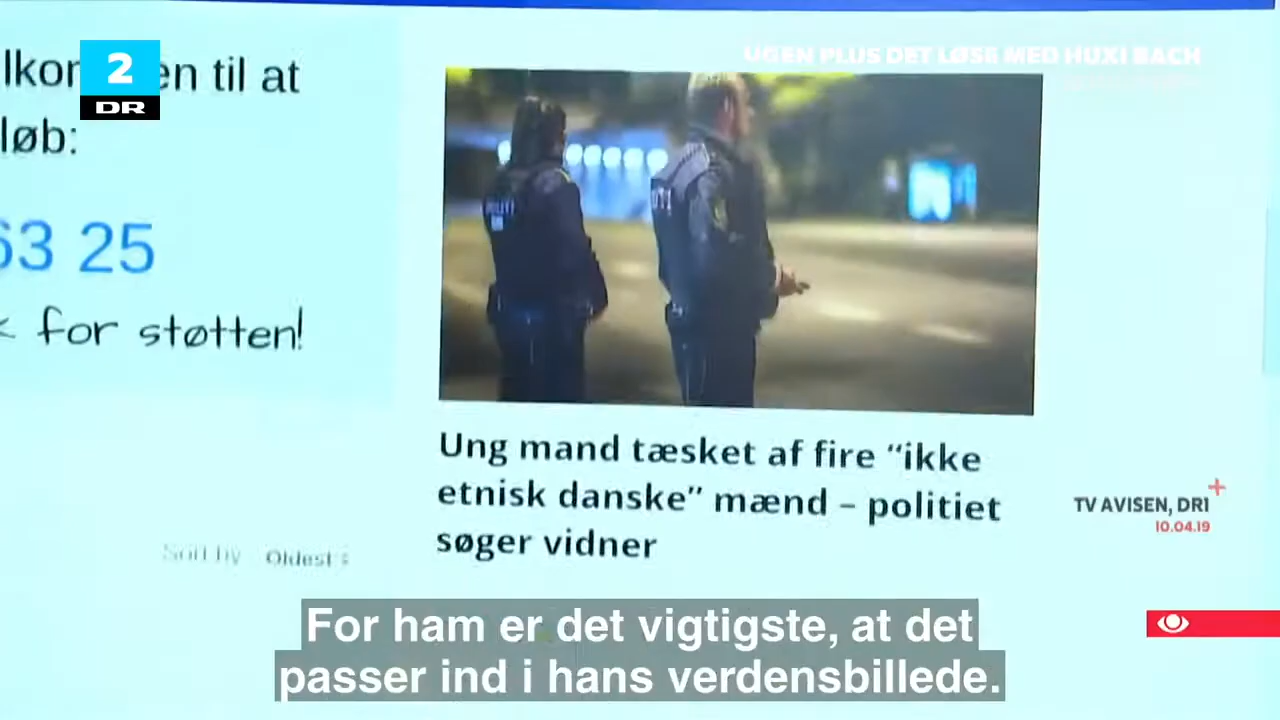 UGEN PLUS DET LØSE MED HUXI BACH
2
DR
en til at
løb:
63 25
for støtten!
POLITI
Ung mand tæsket af fire “ikke
etnisk danske” mænd – politiet
søger vidner
Sort by Oldest
TV AVISEN, DR1
10.04.19
For ham er det vigtigste, at det
passer ind i hans verdensbillede.